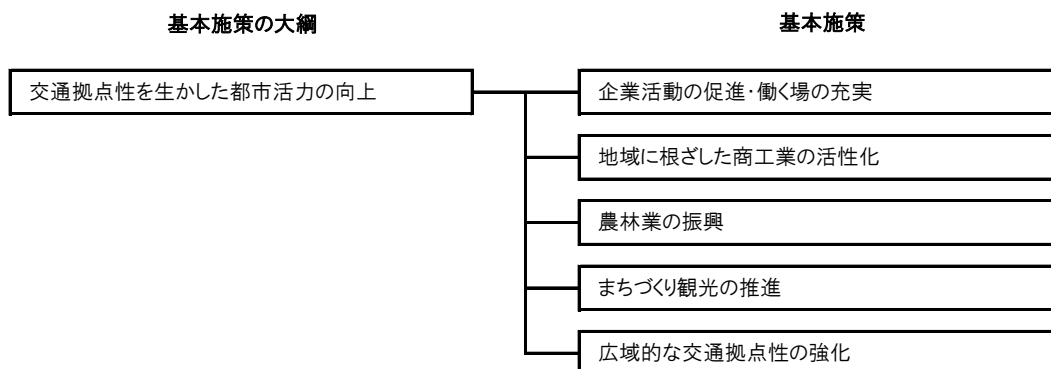 基本施策の大綱
基本施策
交通拠点性を生かした都市活力の向上
企業活動の促進・働く場の充実
地域に根ざした商工業の活性化
農林業の振興
まちづくり観光の推進
広域的な交通拠点性の強化